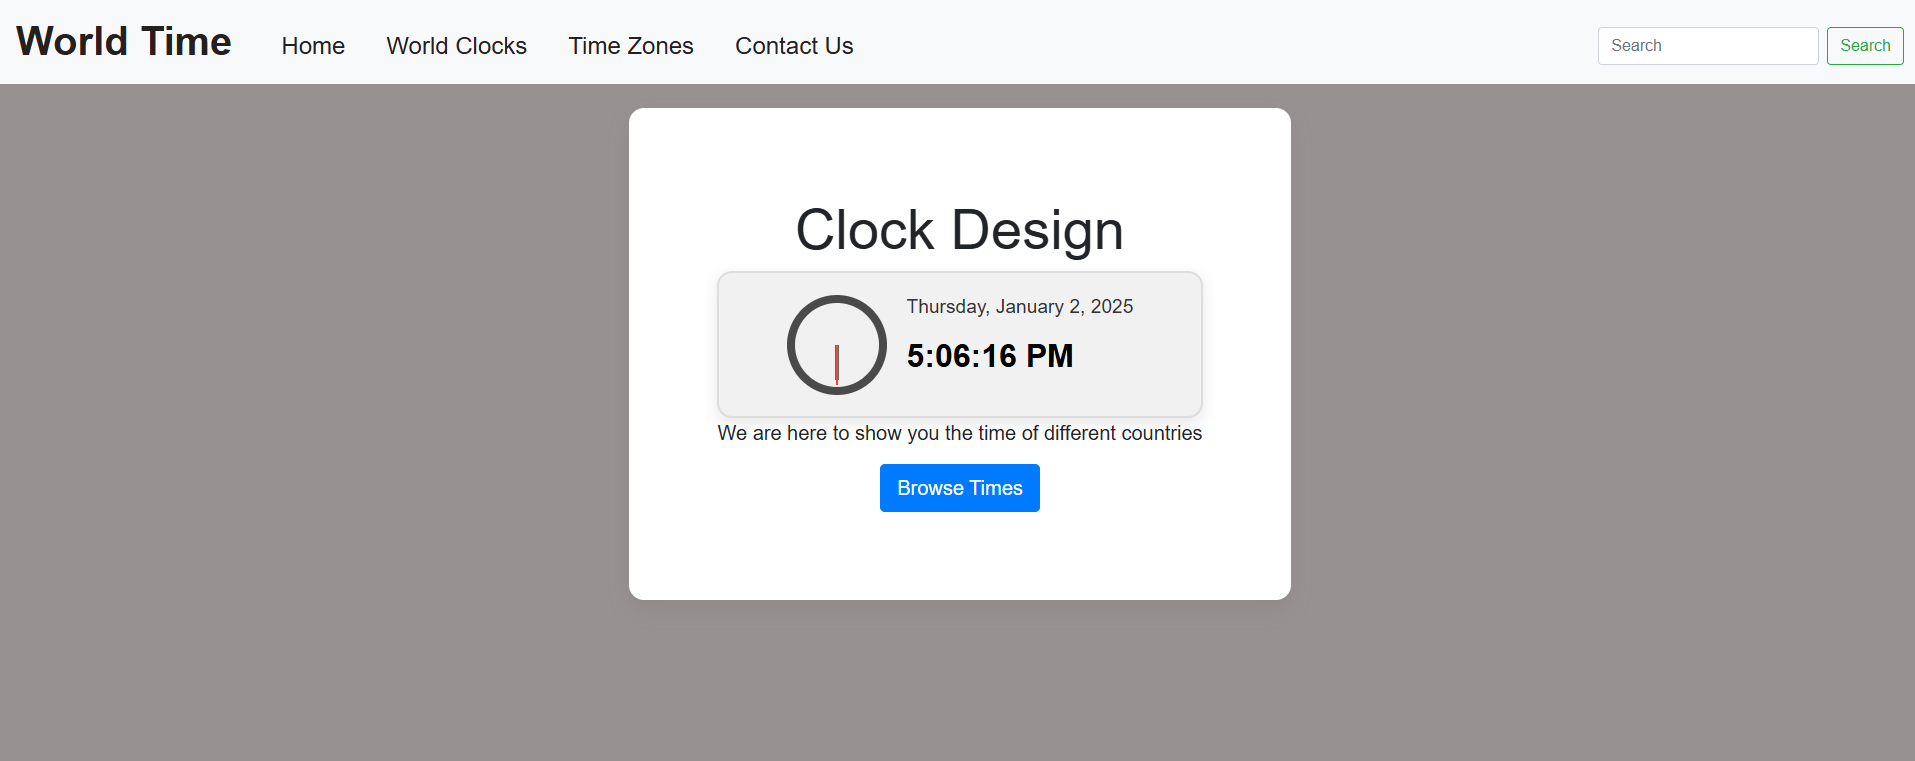 World Time Home World Clocks Time Zones Contact Us Search Search
Clock Design
Thursday, January 2, 2025
5:06:16 PM
We are here to show you the time of different countries
Browse Times